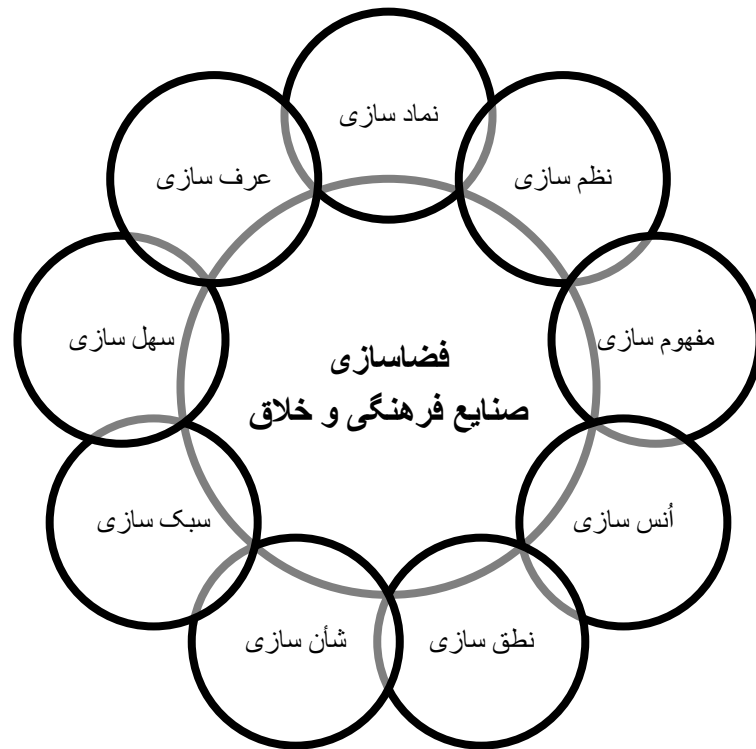 نماد سازی
نظم سازی
مفهوم سازی
اُنس سازی
نطق سازی
شأن سازی
سبک سازی
سهل سازی
عرف سازی
فضاسازی
صنایع فرهنگی و خلاق